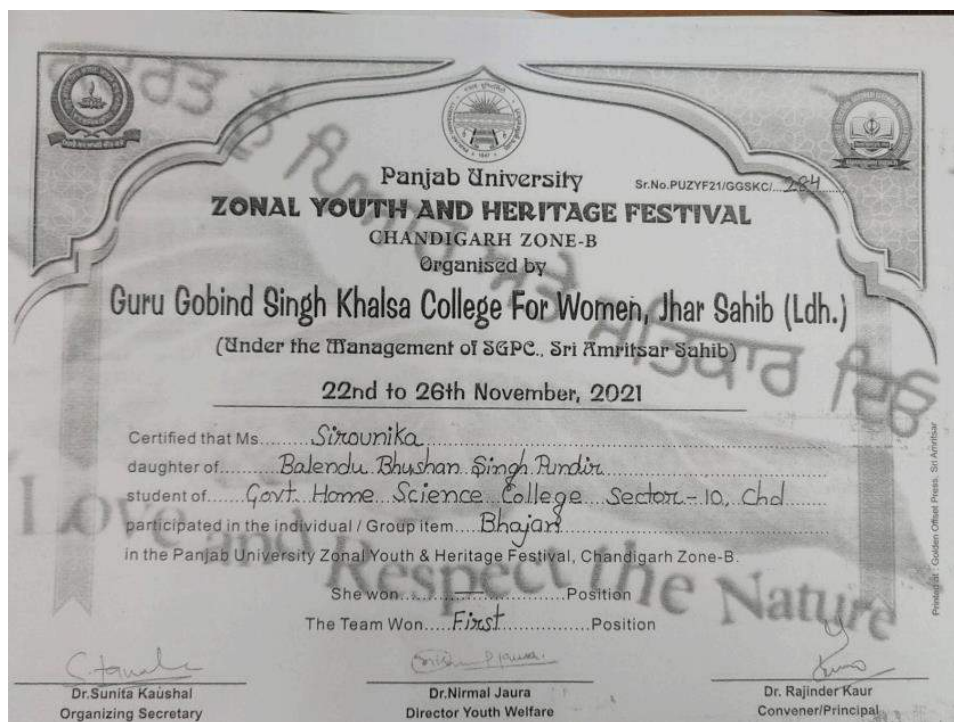 Panjab University
Sr.No.PUZYF21/GGSKC/...284
ZONAL YOUTH AND HERITAGE FESTIVAL
CHANDIGARH ZONE-B
Organised by
Guru Gobind Singh Khalsa College For Women, Jhar Sahib (Ldh.)
(Under the Management of SGPC., Sri Amritsar Sahib)
22nd to 26th November, 2021
Certified that Ms. Sirounika
daughter of Balendu Bhushan Singh Pundir
student of Govt. Home Science College Sector-10, Chd
participated in the individual / Group item Bhajan
in the Panjab University Zonal Youth & Heritage Festival, Chandigarh Zone-B.
She won — Position
The Team Won First Position
Love and Respect the Nature
Dr.Sunita Kaushal
Organizing Secretary
Dr.Nirmal Jaura
Director Youth Welfare
Dr. Rajinder Kaur
Convener/Principal
Printed at : Golden Offset Press, Sri Amritsar